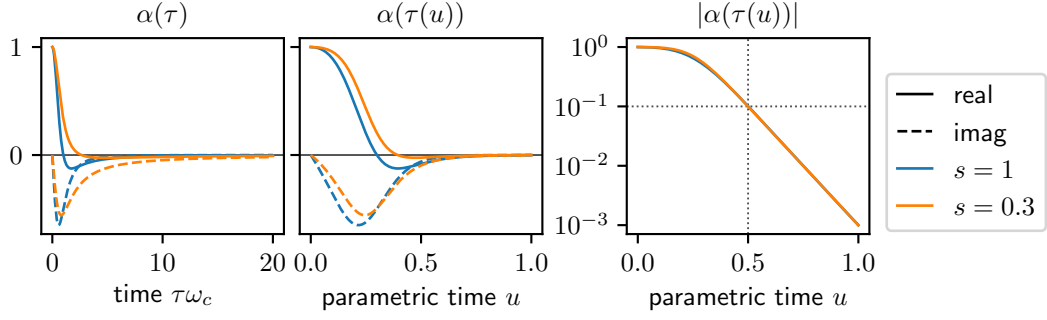 α(τ)
α(τ(u))
|α(τ(u))|
1
0
0
10
20
time τω_c
0.0
0.5
1.0
parametric time u
10^0
10^{-1}
10^{-2}
10^{-3}
0.0
0.5
1.0
parametric time u
real
imag
s = 1
s = 0.3